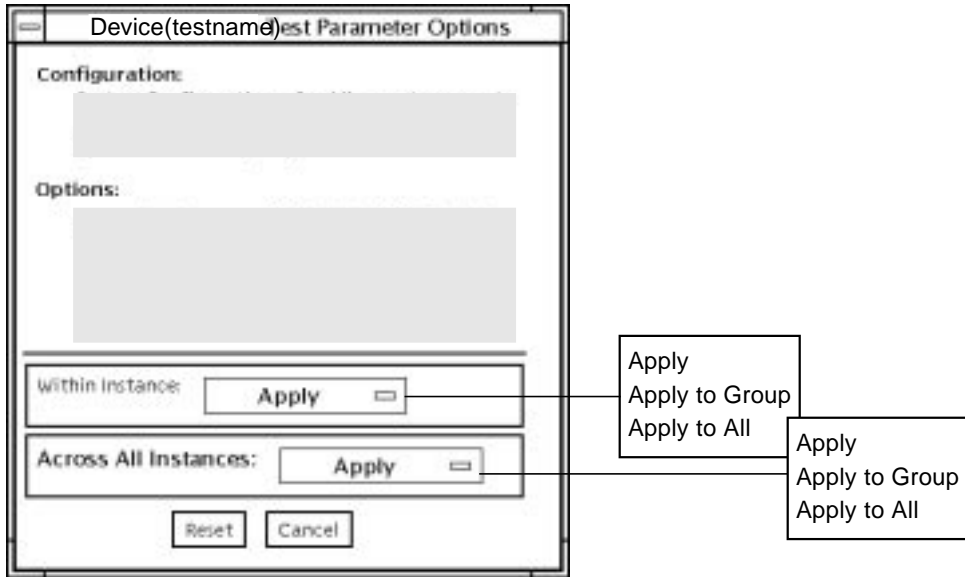 Device(testname)Test Parameter Options
Configuration:
Options:
Within Instance:
Apply
Across All Instances:
Apply
Reset
Cancel
Apply
Apply to Group
Apply to All
Apply
Apply to Group
Apply to All